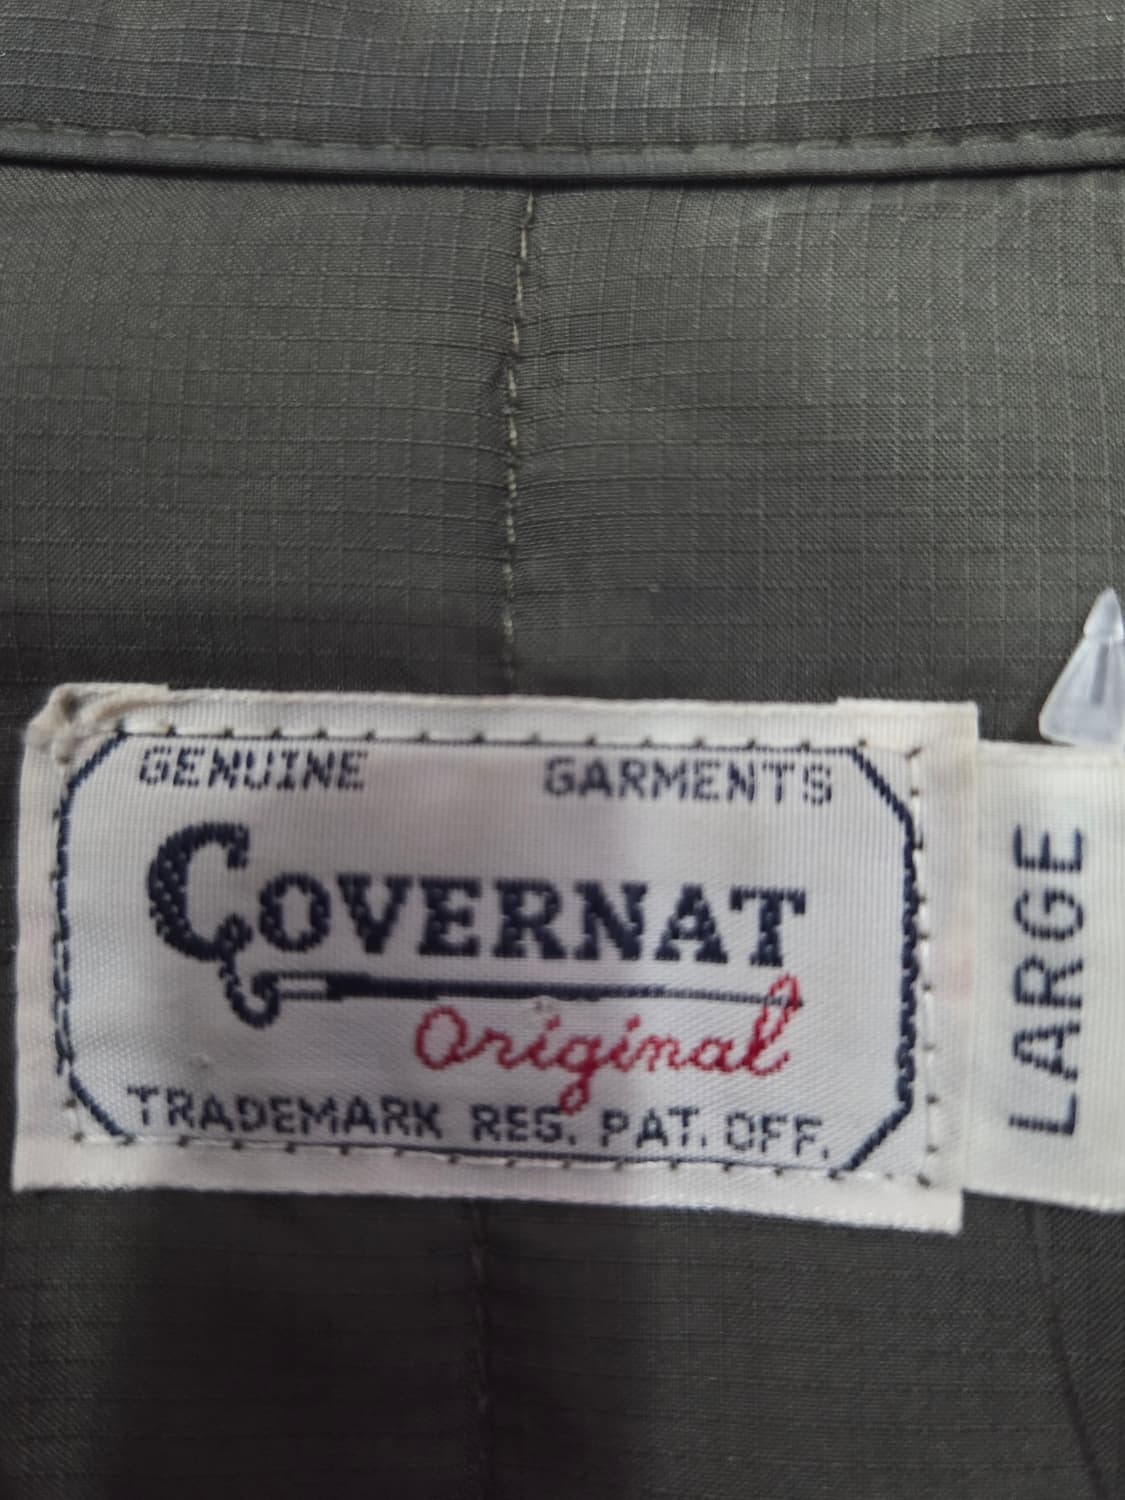 GENUINE GARMENTS
COVERNAT
Original
TRADEMARK REG. PAT. OFF.
LARGE